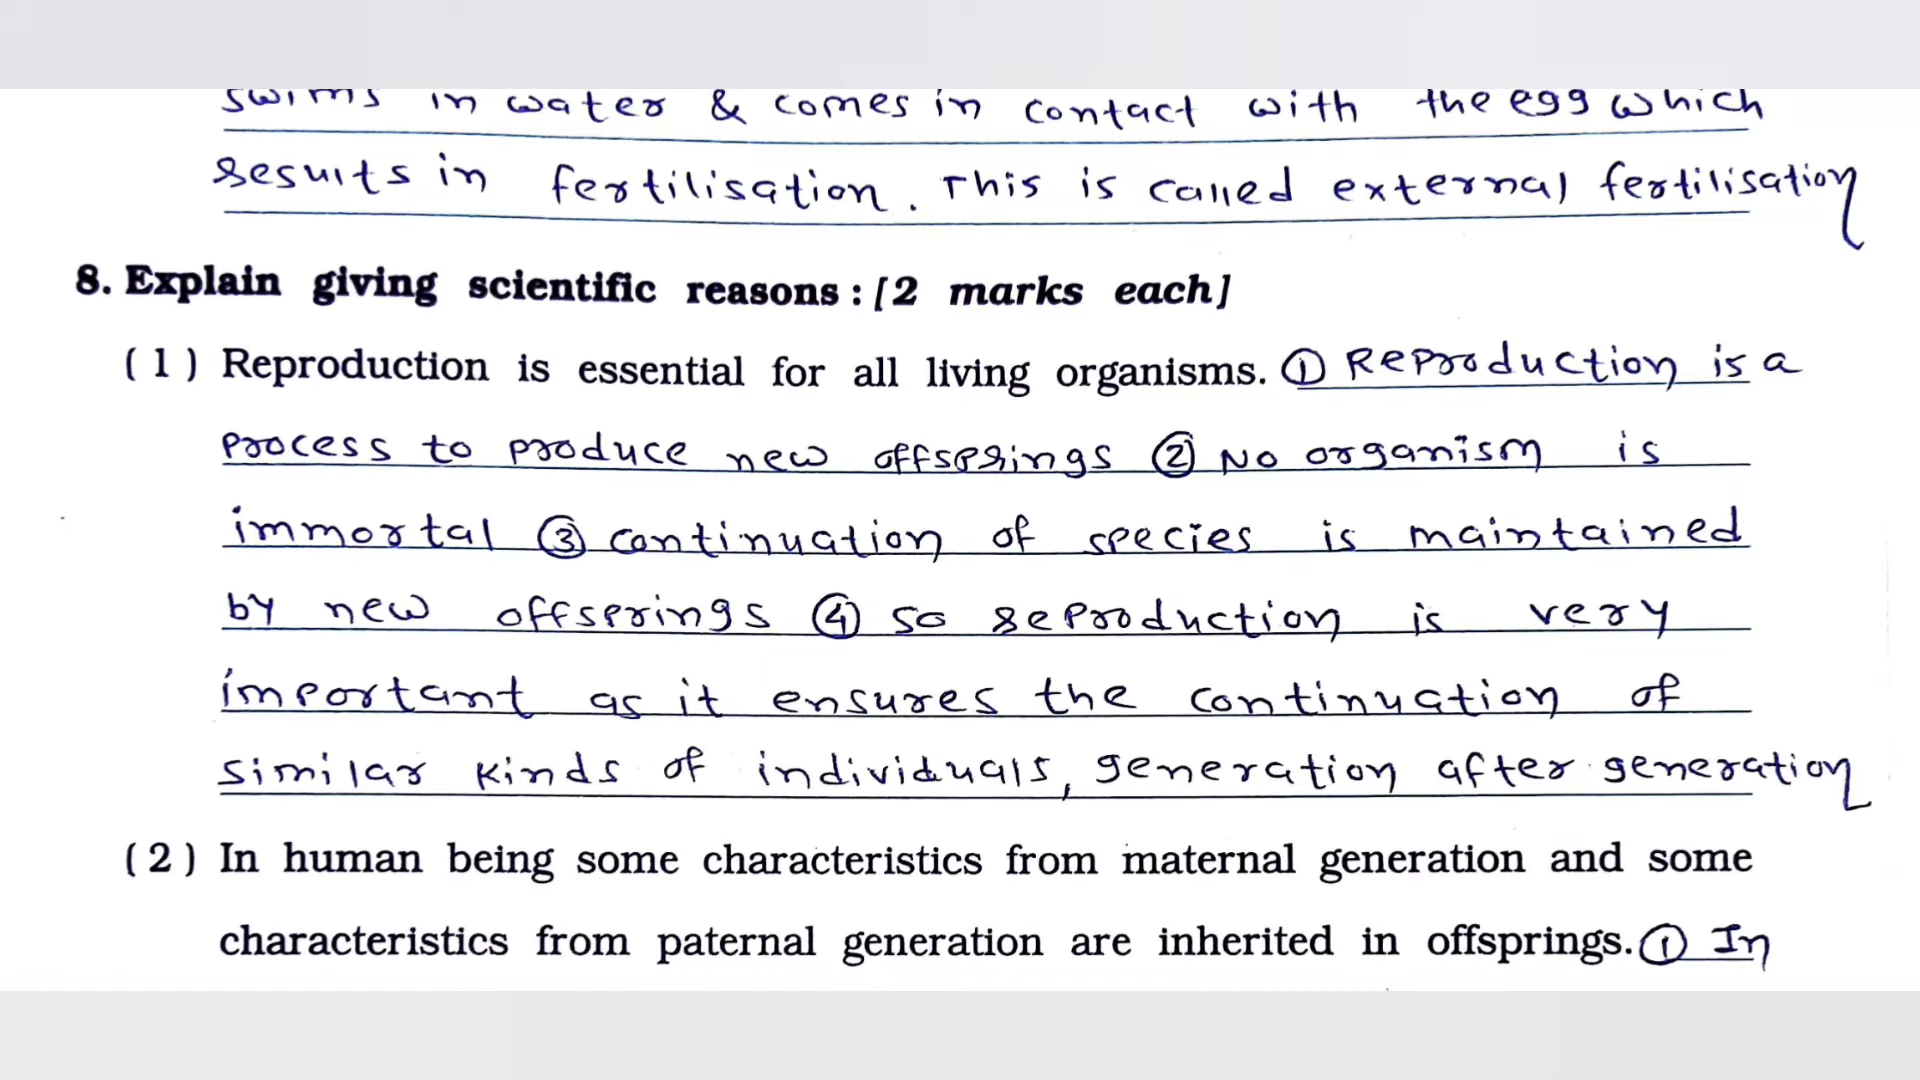 swims in water & comes in contact with the egg which
results in fertilisation. This is called external fertilisation
8. Explain giving scientific reasons : [2 marks each]
( 1 ) Reproduction is essential for all living organisms. ① Reproduction is a
process to produce new offsprings ② No organism is
immortal ③ continuation of species is maintained
by new offsprings ④ so reproduction is very
important as it ensures the continuation of
similar kinds of individuals, generation after generation
( 2 ) In human being some characteristics from maternal generation and some
characteristics from paternal generation are inherited in offsprings. ① In